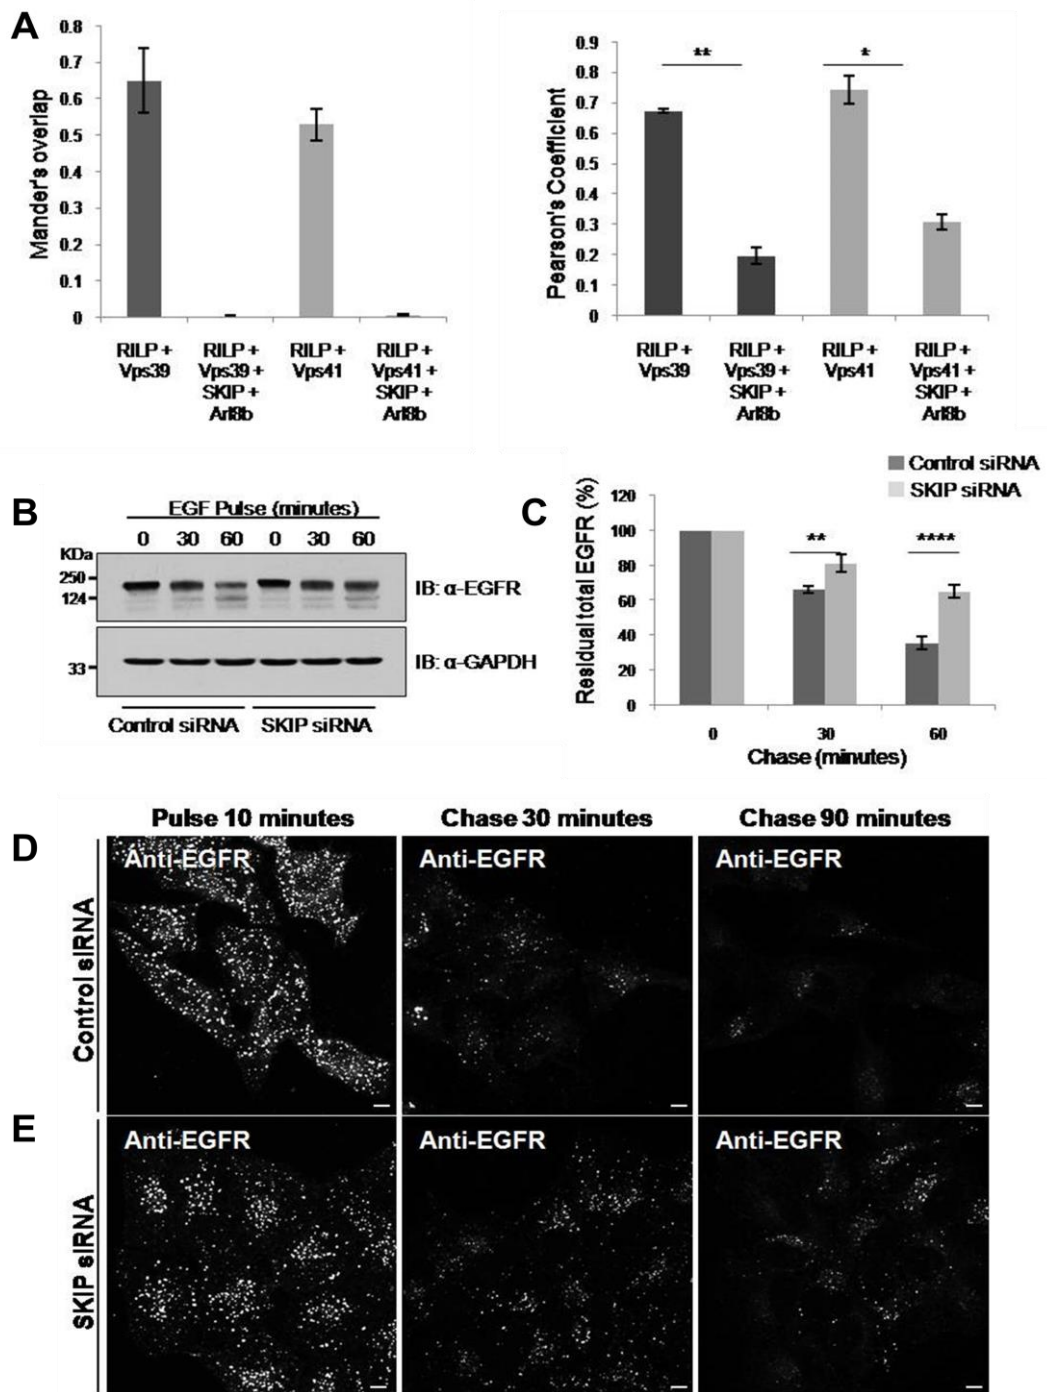 A
Mander's overlap
0.8
0.7
0.6
0.5
0.4
0.3
0.2
0.1
0
RILP +
Vps39
RILP +
Vps39 +
SKIP +
Arl8b
RILP +
Vps41
RILP +
Vps41 +
SKIP +
Arl8b
Pearson's Coefficient
0.9
0.8
0.7
0.6
0.5
0.4
0.3
0.2
0.1
0
** *
RILP +
Vps39
RILP +
Vps39 +
SKIP +
Arl8b
RILP +
Vps41
RILP +
Vps41 +
SKIP +
Arl8b
B
EGF Pulse (minutes)
0 30 60 0 30 60
KDa
250
124
IB: α-EGFR
33
IB: α-GAPDH
Control siRNA SKIP siRNA
C
Control siRNA
SKIP siRNA
Residual total EGFR (%)
120
100
80
60
40
20
0
** ****
0 30 60
Chase (minutes)
Pulse 10 minutes Chase 30 minutes Chase 90 minutes
D
Control siRNA
Anti-EGFR Anti-EGFR Anti-EGFR
E
SKIP siRNA
Anti-EGFR Anti-EGFR Anti-EGFR